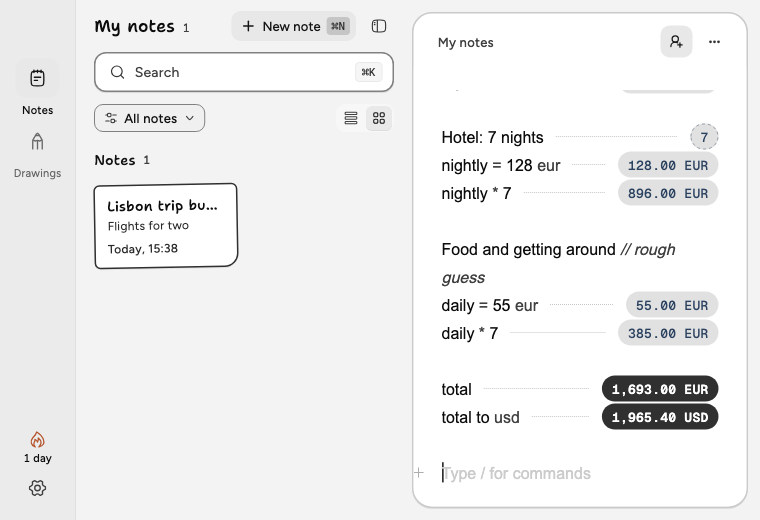 Notes
Drawings
1 day
My notes 1
New note ⌘N
Search ⌘K
All notes
Notes 1
Lisbon trip bu...
Flights for two
Today, 15:38
My notes
Hotel: 7 nights 7
nightly = 128 eur 128.00 EUR
nightly * 7 896.00 EUR
Food and getting around // rough
guess
daily = 55 eur 55.00 EUR
daily * 7 385.00 EUR
total 1,693.00 EUR
total to usd 1,965.40 USD
Type / for commands